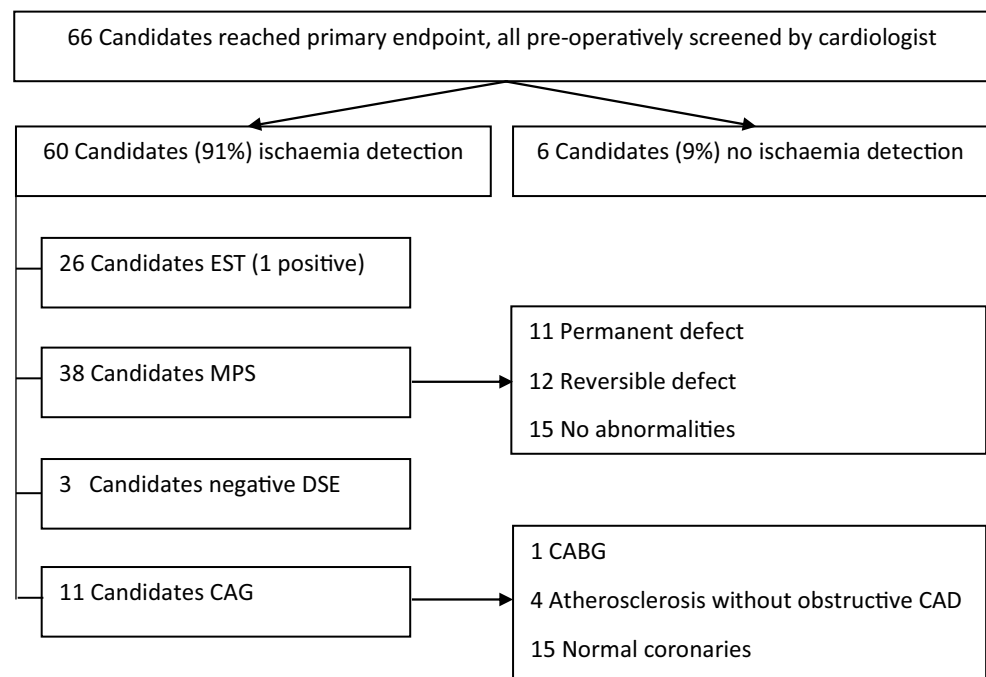 66 Candidates reached primary endpoint, all pre-operatively screened by cardiologist
60 Candidates (91%) ischaemia detection
6 Candidates (9%) no ischaemia detection
26 Candidates EST (1 positive)
38 Candidates MPS
11 Permanent defect
12 Reversible defect
15 No abnormalities
3 Candidates negative DSE
11 Candidates CAG
1 CABG
4 Atherosclerosis without obstructive CAD
15 Normal coronaries